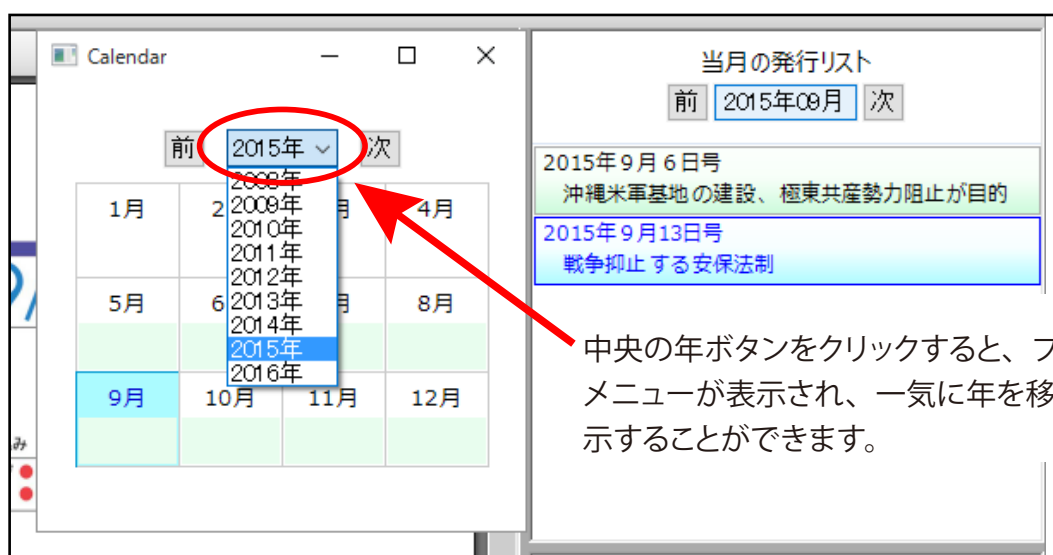 Calendar
前 2015年 次
2008年
2009年
2010年
2011年
2012年
2013年
2014年
2015年
2016年
1月 2 月 4月
5月 6 月 8月
9月 10月 11月 12月
当月の発行リスト
前 2015年09月 次
2015年9月6日号
沖縄米軍基地の建設、極東共産勢力阻止が目的
2015年9月13日号
戦争抑止する安保法制
中央の年ボタンをクリックすると、プ
メニューが表示され、一気に年を移
示することができます。
み